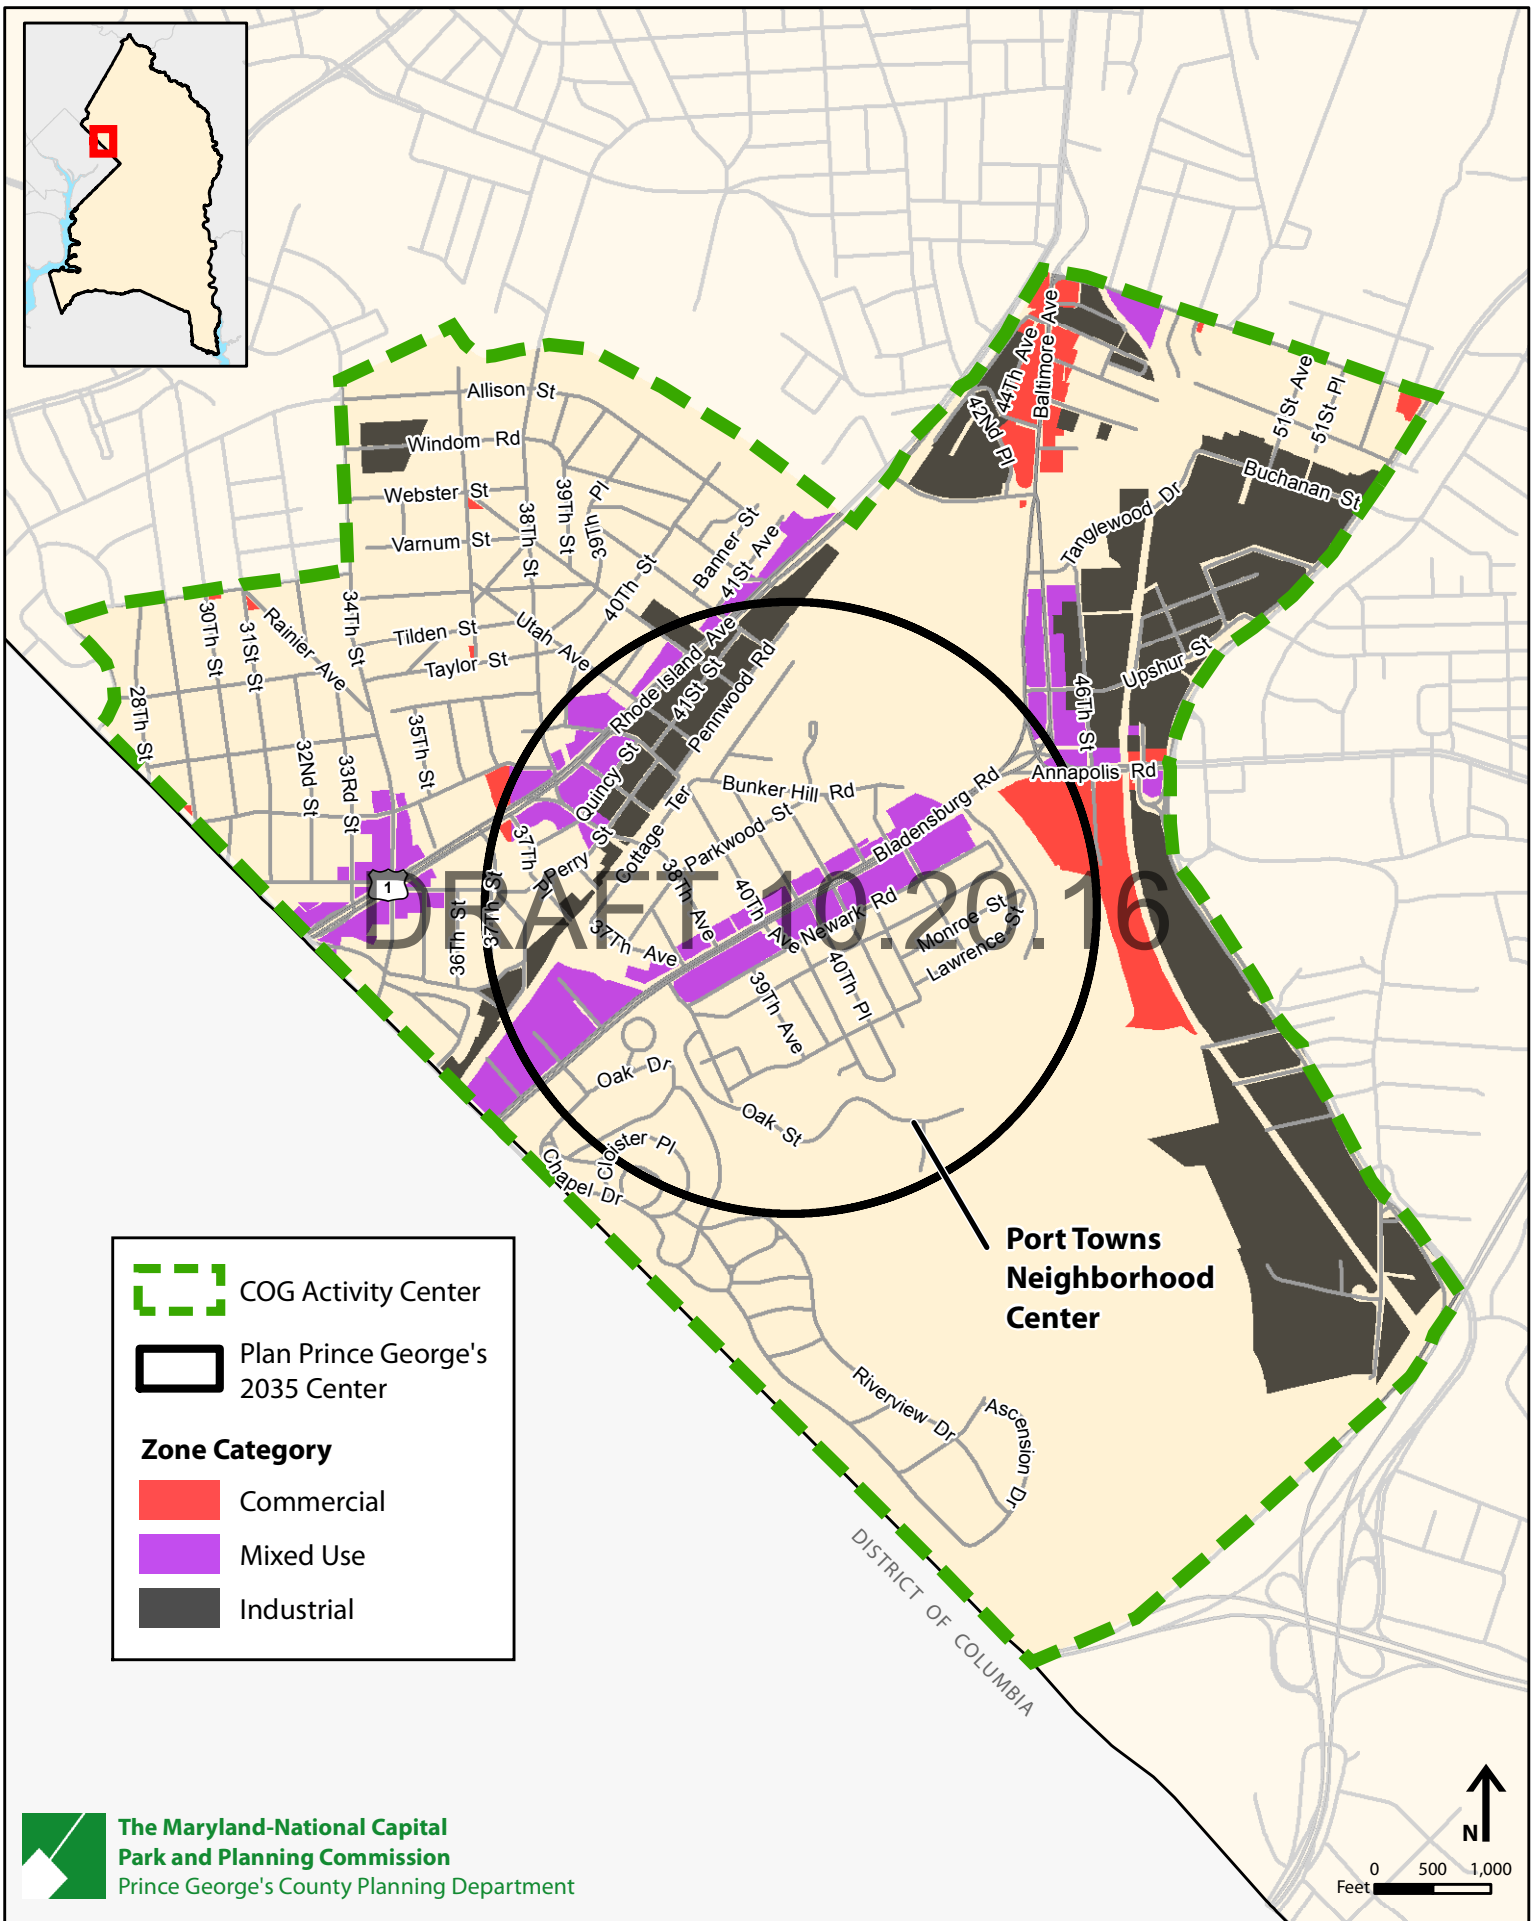 44Th Ave
Baltimore Ave
42Nd Pl
51St Ave
51St Pl
Buchanan St
Allison St
Windom Rd
Webster St
39Th St
39Th Pl
38Th St
Varnum St
Banner St
41St Ave
Tanglewood Dr
30Th St
31St St
Rainier Ave
34Th St
Tilden St
Taylor St
Utah Ave
40Th St
Rhode Island Ave
41St St
Pennwood Rd
Upshur St
46Th St
28Th St
32Nd St
33Rd St
35Th St
Quincy St
Annapolis Rd
Bunker Hill Rd
Bladensburg Rd
Parkwood St
Cottage Ter
Perry St
37Th Pl
38Th Ave
40Th Ave
Newark Rd
1
DRAFT 10.20.16
36Th St
37Th St
37Th Ave
Monroe St
Lawrence St
40Th Pl
39Th Ave
Oak Dr
Oak St
Cloister Pl
Chapel Dr
Port Towns
Neighborhood
Center
Riverview Dr
Ascension Dr
DISTRICT OF COLUMBIA
COG Activity Center
Plan Prince George's
2035 Center
Zone Category
Commercial
Mixed Use
Industrial
The Maryland-National Capital
Park and Planning Commission
Prince George's County Planning Department
N
0 500 1,000
Feet